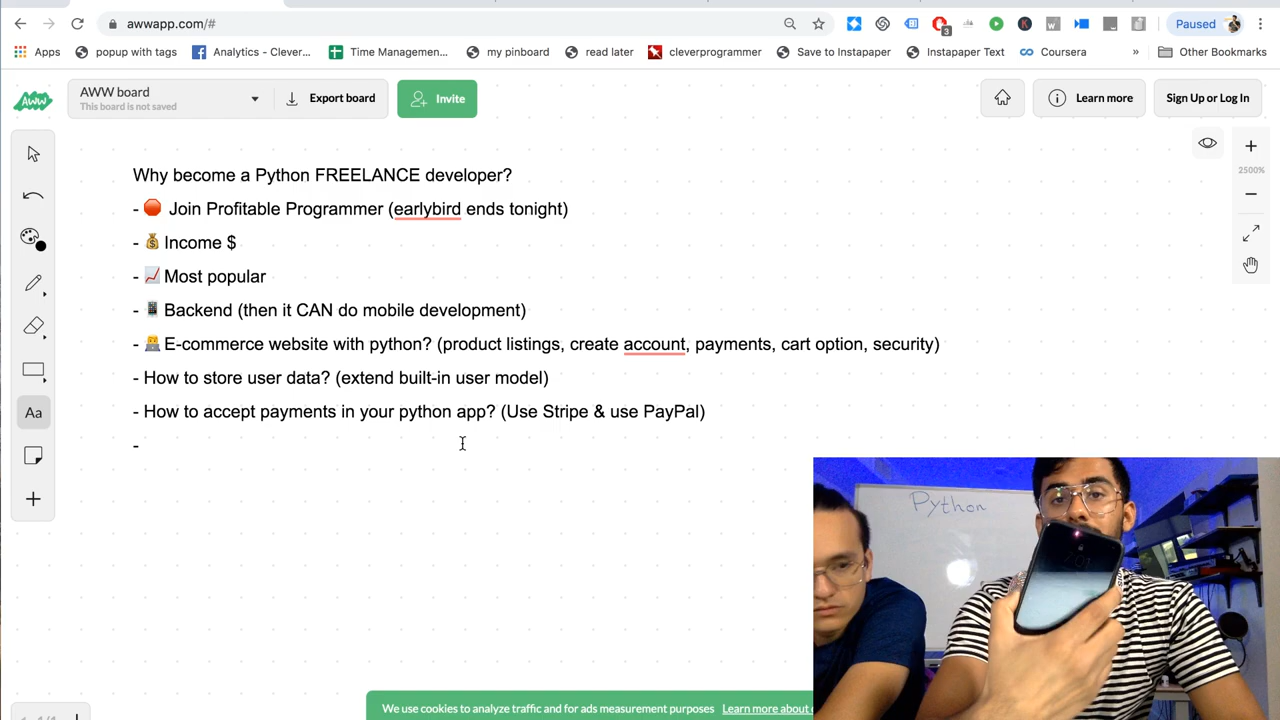 awwapp.com/#
3
Paused
Apps
popup with tags
Analytics - Clever...
Time Managemen...
my pinboard
read later
cleverprogrammer
Save to Instapaper
Instapaper Text
Coursera
»
Other Bookmarks
AWW
AWW board
This board is not saved
Export board
Invite
Learn more
Sign Up or Log In
2500%
Why become a Python FREELANCE developer?
- 🛑 Join Profitable Programmer (earlybird ends tonight)
- 💰 Income $
- 📈 Most popular
- 📱 Backend (then it CAN do mobile development)
- 👨‍💻 E-commerce website with python? (product listings, create account, payments, cart option, security)
- How to store user data? (extend built-in user model)
- How to accept payments in your python app? (Use Stripe & use PayPal)
-
Aa
Python
We use cookies to analyze traffic and for ads measurement purposes
Learn more about